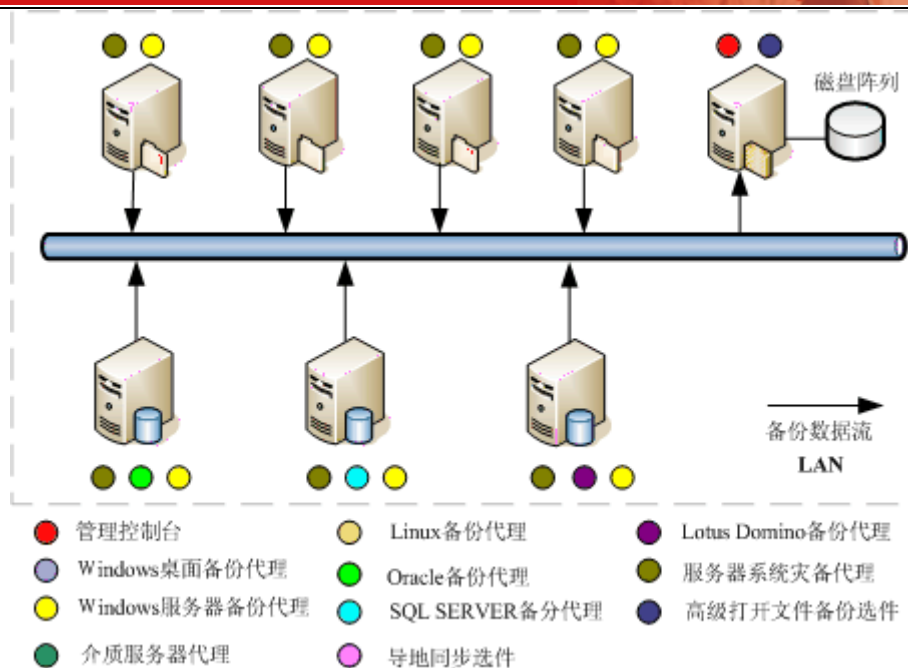 磁盘阵列
备份数据流
LAN
管理控制台
Linux备份代理
Lotus Domino备份代理
Windows桌面备份代理
Oracle备份代理
服务器系统灾备代理
Windows服务器备份代理
SQL SERVER备分代理
高级打开文件备份选件
介质服务器代理
导地同步选件